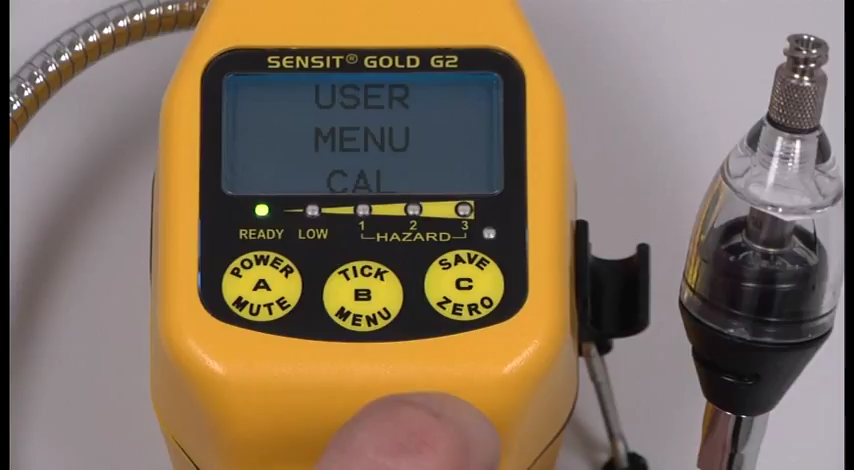 SENSIT® GOLD G2
USER
MENU
CAL
READY LOW 1 2 3
HAZARD
POWER
A
MUTE
TICK
B
MENU
SAVE
C
ZERO